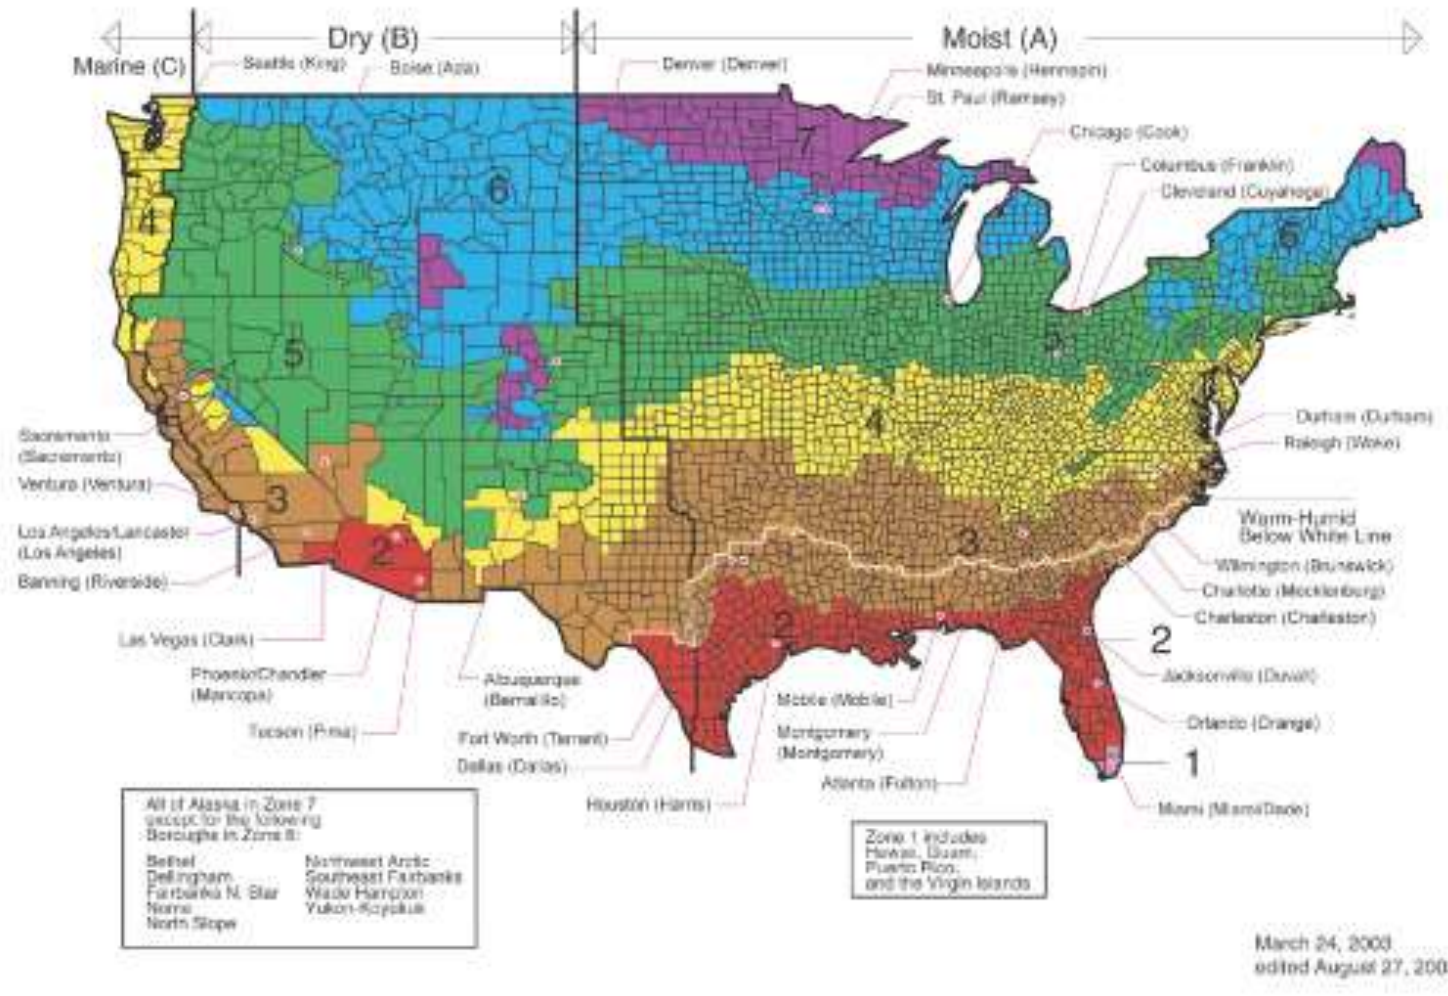 Dry (B)
Moist (A)
Marine (C)
Seattle (King)
Boise (Ada)
Denver (Denver)
Minneapolis (Hennepin)
St. Paul (Ramsey)
Chicago (Cook)
Columbus (Franklin)
Cleveland (Cuyahoga)
7
6
6
4
5
5
4
3
3
2
2
2
1
Sacramento
(Sacramento)
Ventura (Ventura)
Los Angeles/Lancaster
(Los Angeles)
Banning (Riverside)
Las Vegas (Clark)
Phoenix/Chandler
(Maricopa)
Tucson (Pima)
Albuquerque
(Bernalillo)
Fort Worth (Tarrant)
Dallas (Dallas)
Houston (Harris)
Mobile (Mobile)
Montgomery
(Montgomery)
Atlanta (Fulton)
Durham (Durham)
Raleigh (Wake)
Warm-Humid
Below White Line
Wilmington (Brunswick)
Charlotte (Mecklenburg)
Charleston (Charleston)
Jacksonville (Duval)
Orlando (Orange)
Miami (Miami/Dade)
All of Alaska in Zone 7
except for the following
Boroughs in Zone 8:
Bethel
Dellingham
Fairbanks N. Star
Nome
North Slope
Northwest Arctic
Southeast Fairbanks
Wade Hampton
Yukon-Koyukuk
Zone 1 includes
Hawaii, Guam,
Puerto Rico,
and the Virgin Islands
March 24, 2003
edited August 27, 200